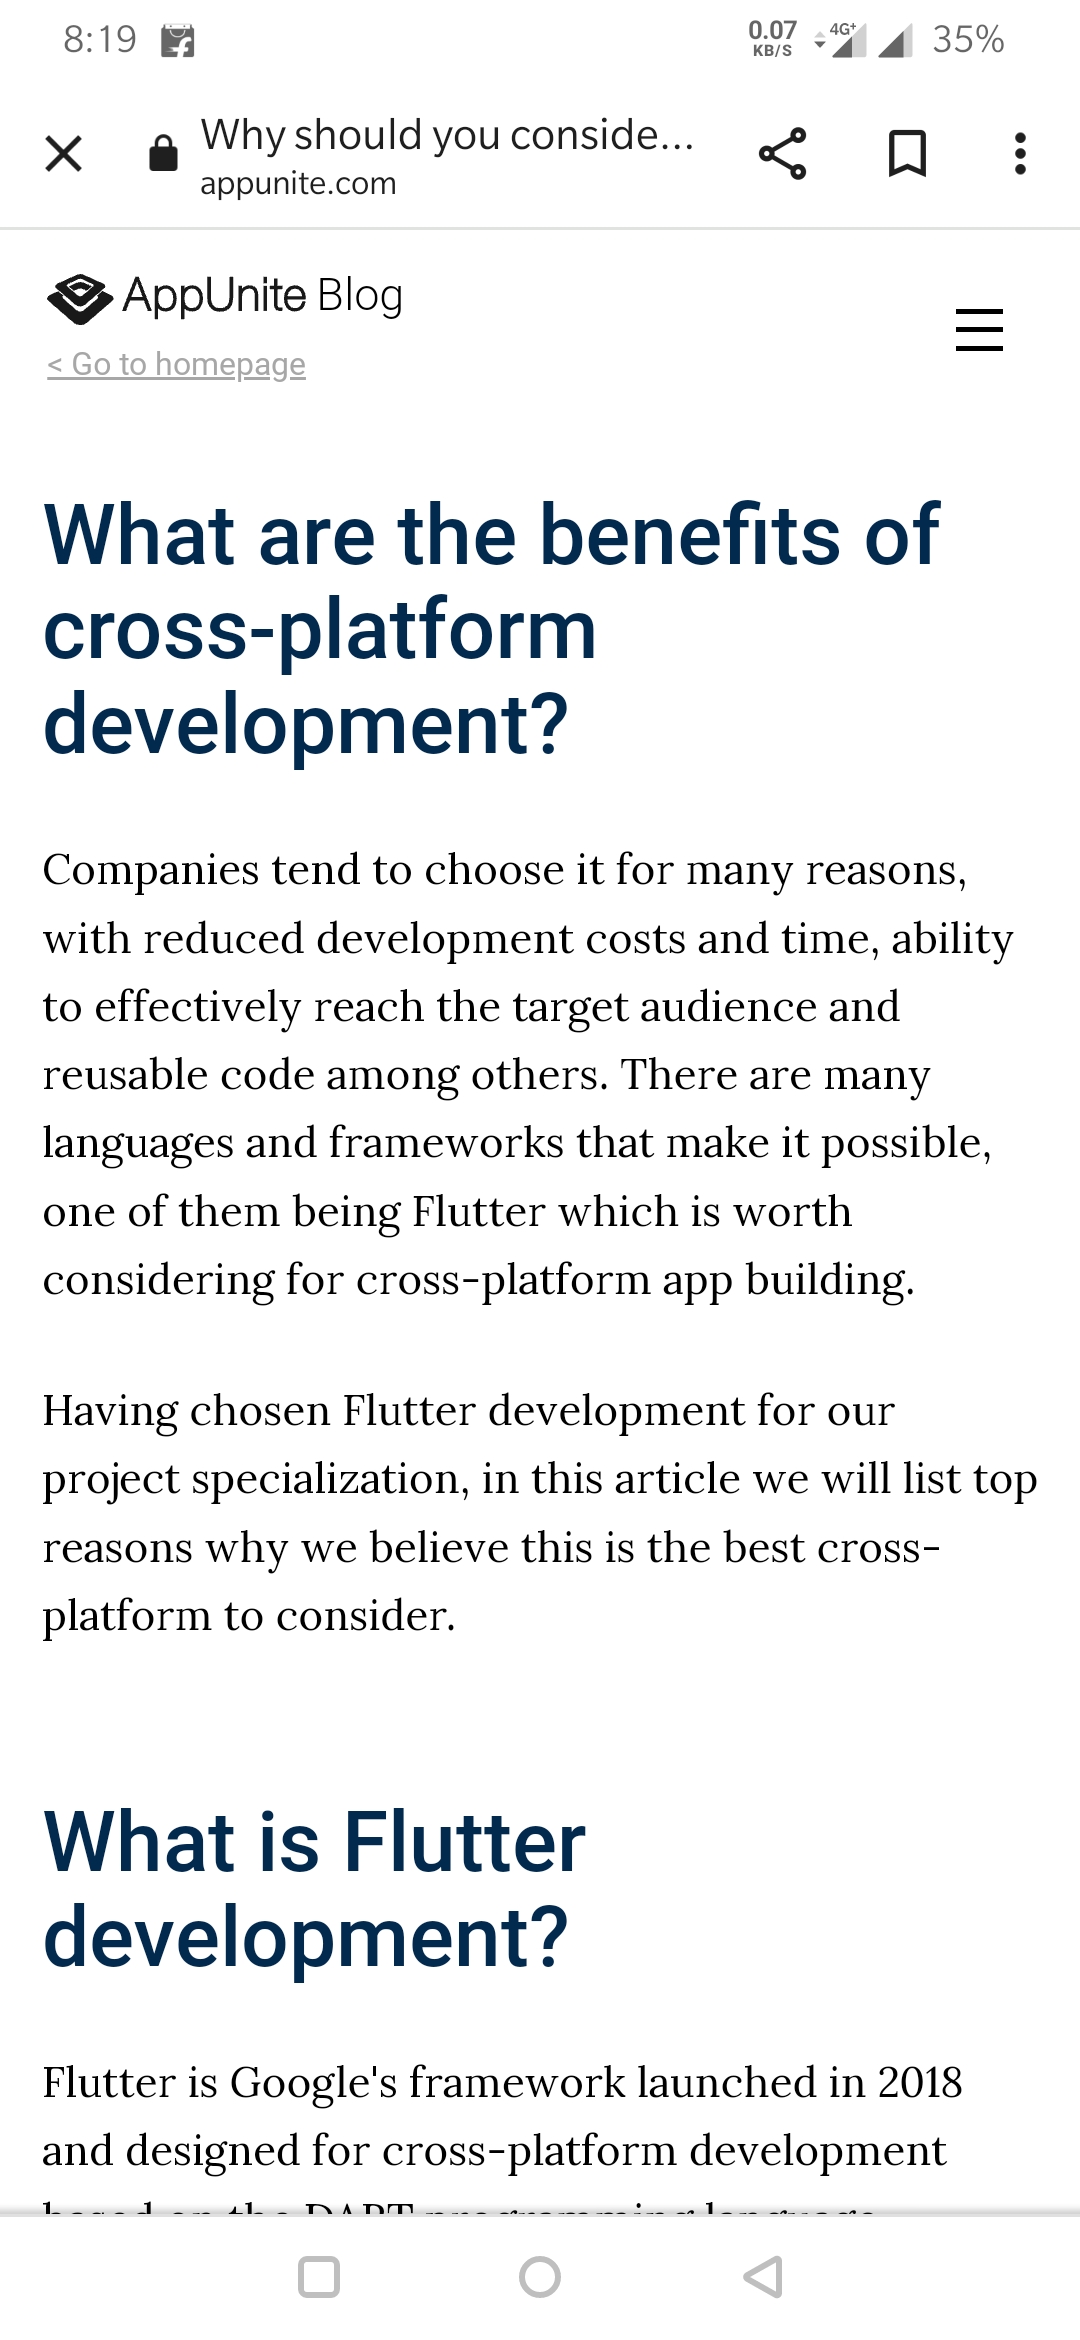 8:19
0.07
KB/S
4G+
35%
Why should you conside...
appunite.com
AppUnite Blog
< Go to homepage
What are the benefits of
cross-platform
development?
Companies tend to choose it for many reasons,
with reduced development costs and time, ability
to effectively reach the target audience and
reusable code among others. There are many
languages and frameworks that make it possible,
one of them being Flutter which is worth
considering for cross-platform app building.
Having chosen Flutter development for our
project specialization, in this article we will list top
reasons why we believe this is the best cross-
platform to consider.
What is Flutter
development?
Flutter is Google's framework launched in 2018
and designed for cross-platform development
based on the DART programming language